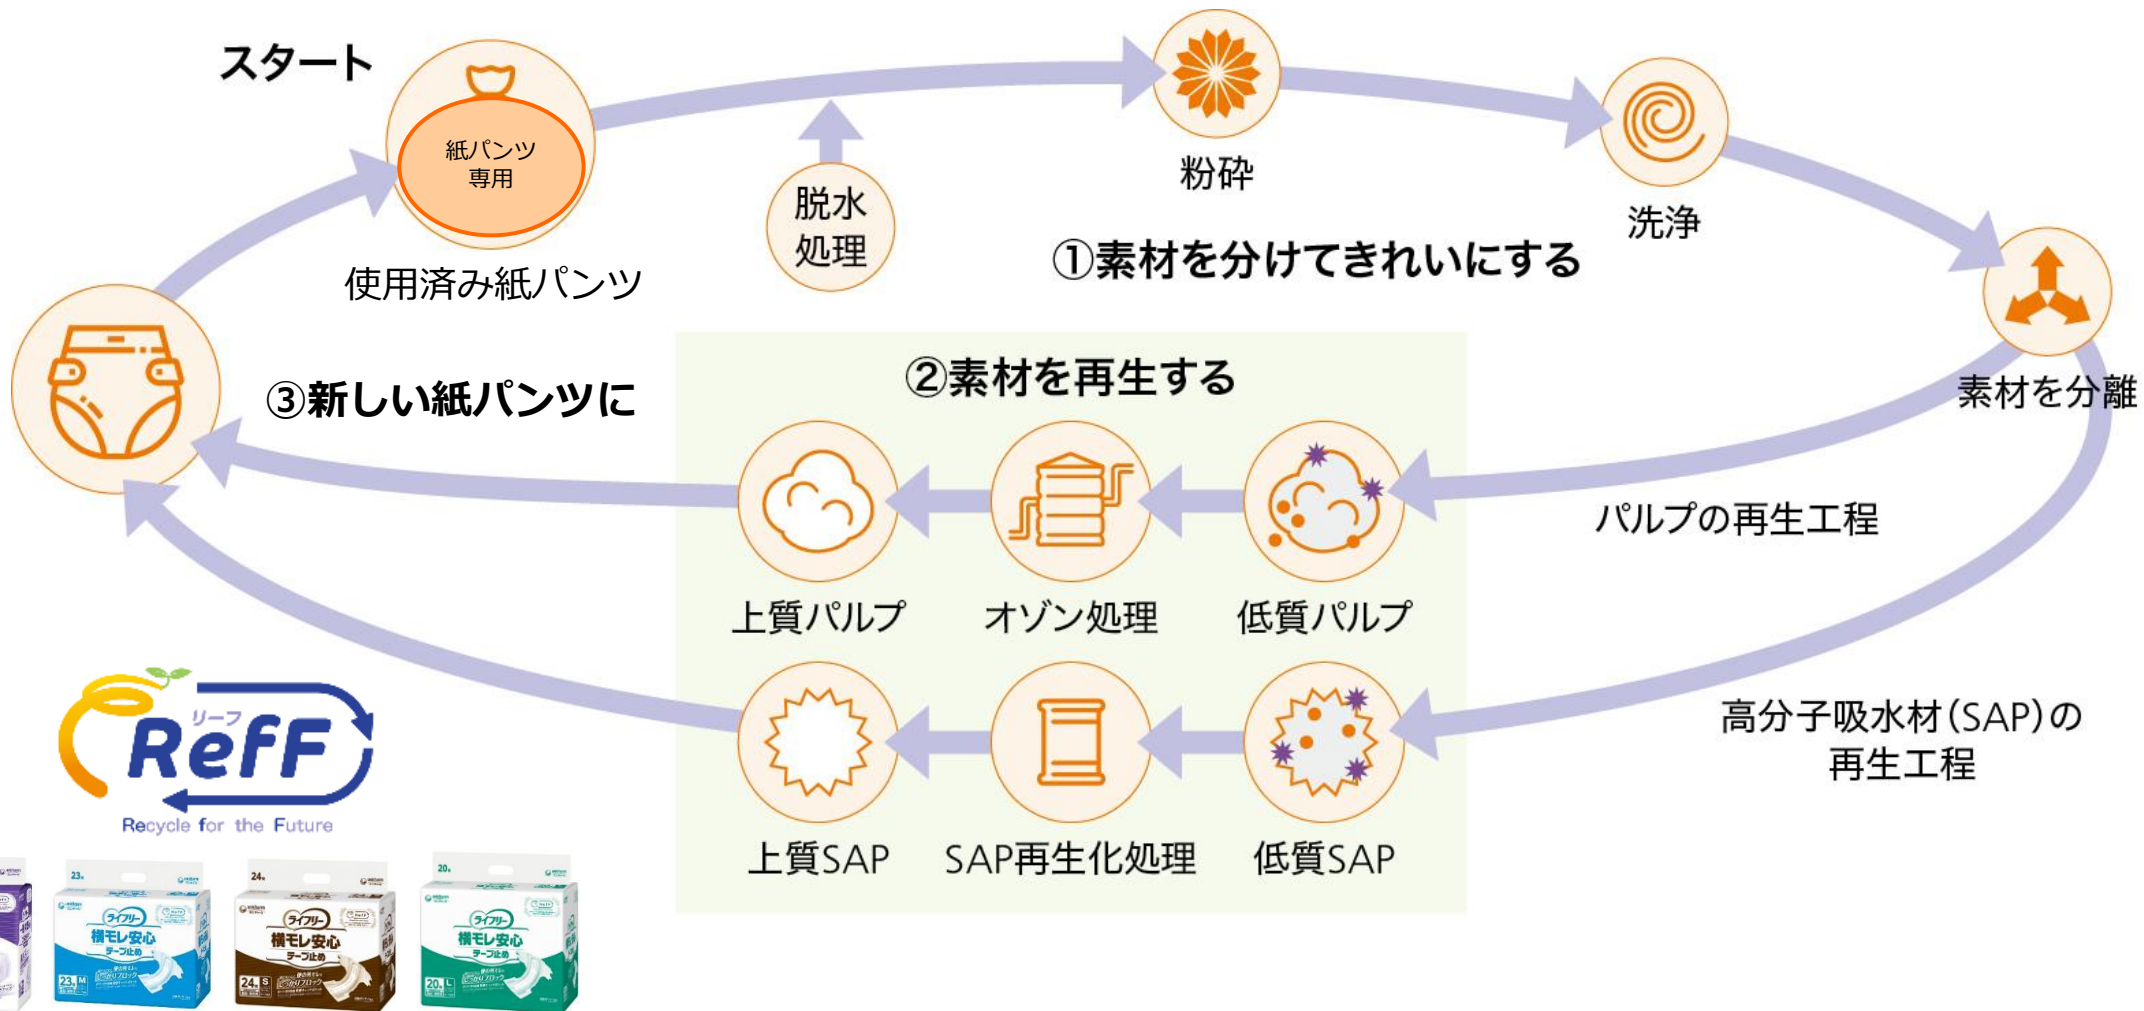 スタート
紙パンツ
専用
使用済み紙パンツ
脱水
処理
粉砕
洗浄
①素材を分けてきれいにする
素材を分離
②素材を再生する
③新しい紙パンツに
パルプの再生工程
上質パルプ
オゾン処理
低質パルプ
高分子吸水材(SAP)の
再生工程
上質SAP
SAP再生化処理
低質SAP
リーフ
RefF
Recycle for the Future
23
ライフリー
横モレ安心
テープ止め
23 M
24
ライフリー
横モレ安心
テープ止め
24 S
20
ライフリー
横モレ安心
テープ止め
20 L